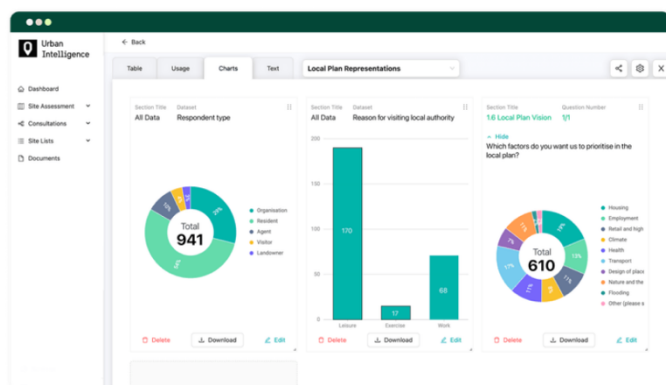 Urban
Intelligence
Back
Table Usage Charts Text Local Plan Representations
Dashboard
Site Assessment
Consultations
Site Lists
Documents
Section Title Dataset
All Data Respondent type
Total
941
Organisation
Resident
Agent
Visitor
Landowner
Delete Download Edit
Section Title Dataset
All Data Reason for visiting local authority
200
150
100
50
0
170
17
68
Leisure Exercise Work
Delete Download Edit
Section Title Question Number
1.6 Local Plan Vision 1/1
Hide
Which factors do you want us to prioritise in the
local plan?
Total
610
Housing
Employment
Retail and high
Climate
Health
Transport
Design of place
Nature and the
Flooding
Other (please s
Delete Download Edit